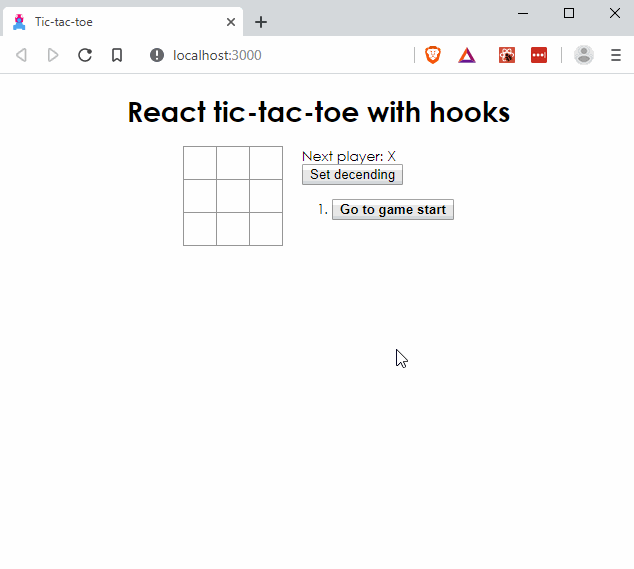 Tic-tac-toe
localhost:3000
React tic-tac-toe with hooks
Next player: X
Set decending
1. Go to game start